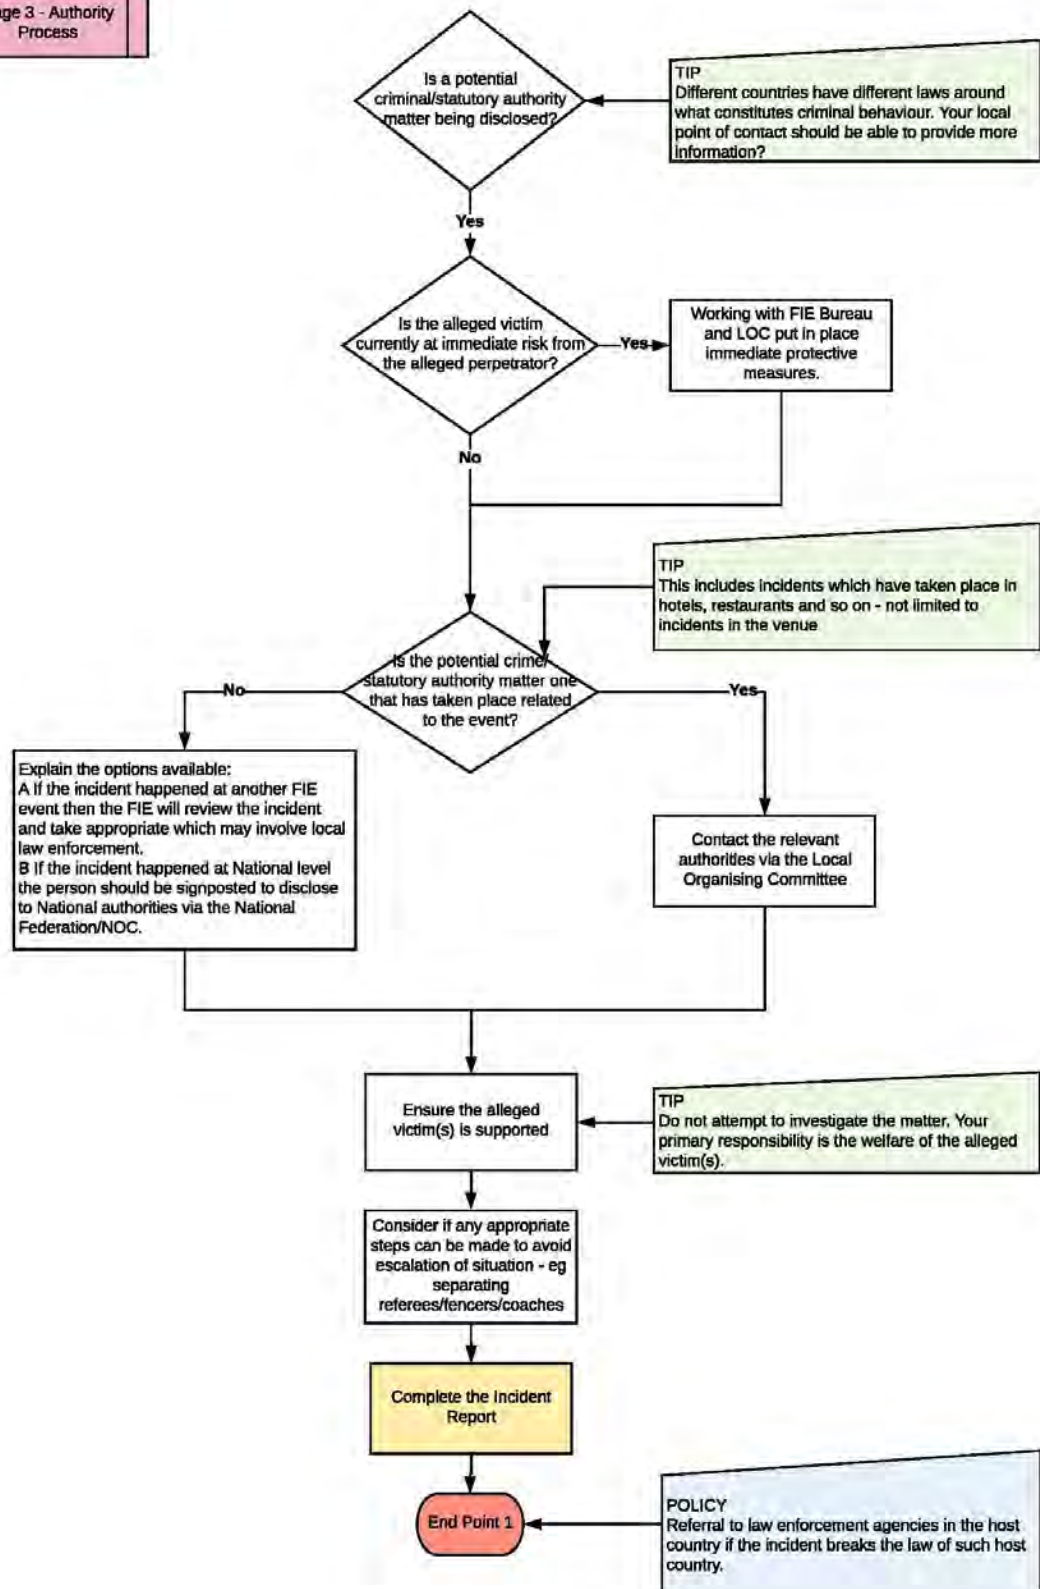 age 3 - Authority
Process
Is a potential
criminal/statutory authority
matter being disclosed?
TIP
Different countries have different laws around
what constitutes criminal behaviour. Your local
point of contact should be able to provide more
information?
Yes
Is the alleged victim
currently at immediate risk from
the alleged perpetrator?
Yes
Working with FIE Bureau
and LOC put in place
immediate protective
measures.
No
TIP
This includes incidents which have taken place in
hotels, restaurants and so on - not limited to
incidents in the venue
Is the potential crime/
statutory authority matter one
that has taken place related
to the event?
No
Yes
Explain the options available:
A If the incident happened at another FIE
event then the FIE will review the incident
and take appropriate which may involve local
law enforcement.
B If the incident happened at National level
the person should be signposted to disclose
to National authorities via the National
Federation/NOC.
Contact the relevant
authorities via the Local
Organising Committee
Ensure the alleged
victim(s) is supported
TIP
Do not attempt to investigate the matter. Your
primary responsibility is the welfare of the alleged
victim(s).
Consider if any appropriate
steps can be made to avoid
escalation of situation - eg
separating
referees/fencers/coaches
Complete the Incident
Report
End Point 1
POLICY
Referral to law enforcement agencies in the host
country if the incident breaks the law of such host
country.